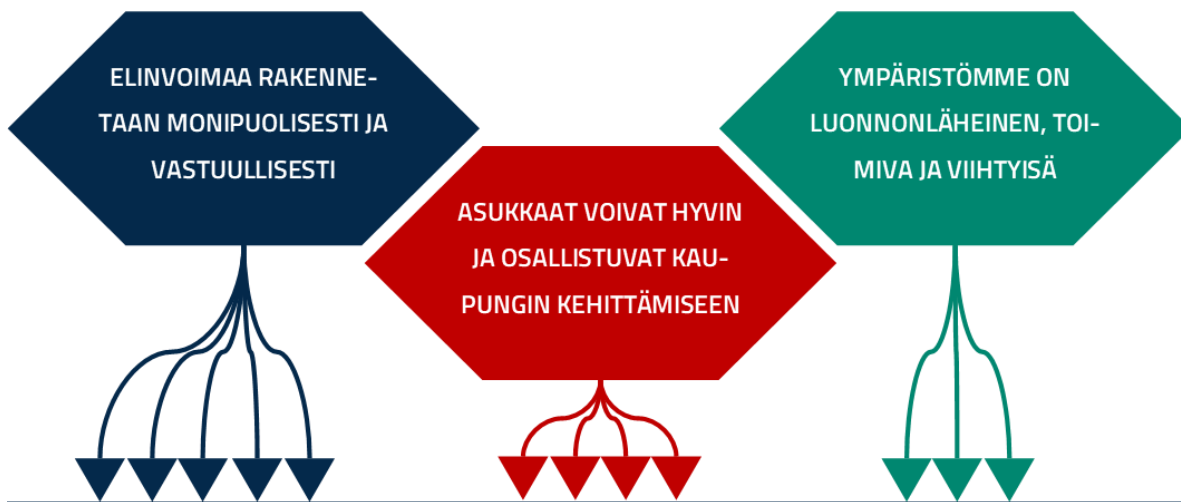 ELINVOIMAA RAKENNE-
TAAN MONIPUOLISESTI JA
VASTUULLISESTI
ASUKKAAT VOIVAT HYVIN
JA OSALLISTUVAT KAU-
PUNGIN KEHITTÄMISEEN
YMPÄRISTÖMME ON
LUONNONLÄHEINEN, TOI-
MIVA JA VIIHTYISÄ